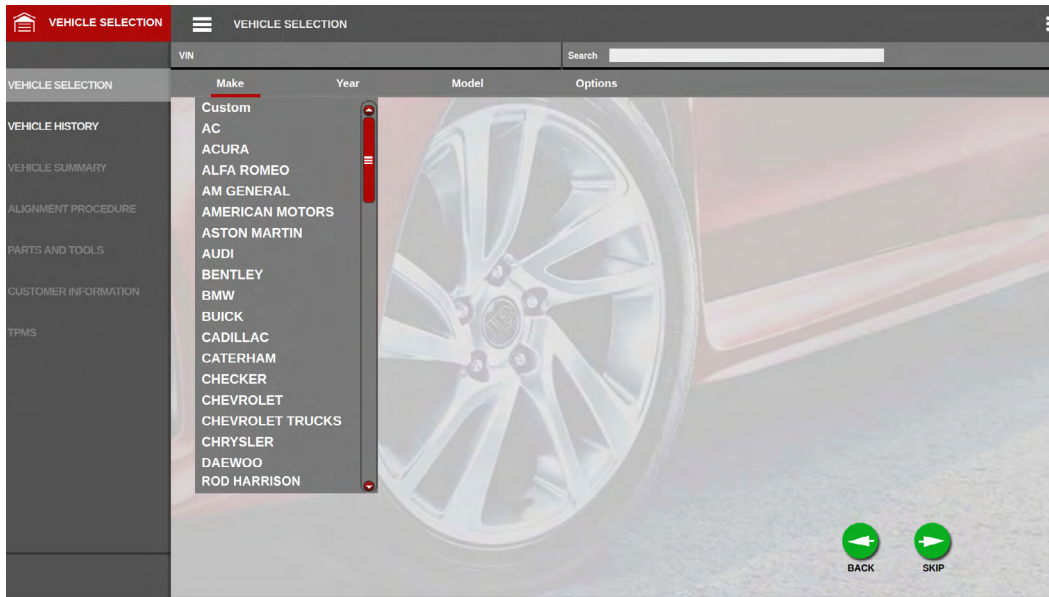 VEHICLE SELECTION
VEHICLE SELECTION
VIN
Search
VEHICLE SELECTION
VEHICLE HISTORY
VEHICLE SUMMARY
ALIGNMENT PROCEDURE
PARTS AND TOOLS
CUSTOMER INFORMATION
TPMS
Make Year Model Options
Custom
AC
ACURA
ALFA ROMEO
AM GENERAL
AMERICAN MOTORS
ASTON MARTIN
AUDI
BENTLEY
BMW
BUICK
CADILLAC
CATERHAM
CHECKER
CHEVROLET
CHEVROLET TRUCKS
CHRYSLER
DAEWOO
ROD HARRISON
BACK
SKIP